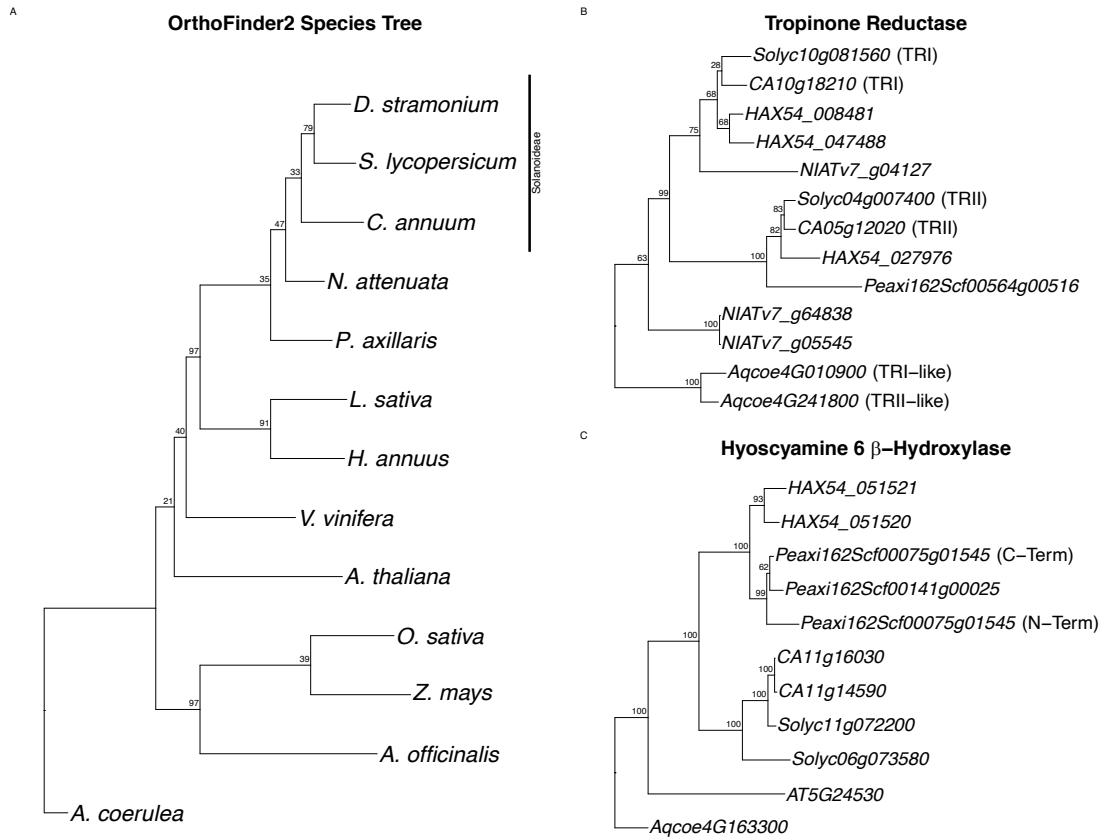 A
OrthoFinder2 Species Tree
D. stramonium
79
S. lycopersicum
33
C. annuum
Solanoideae
47
N. attenuata
35
P. axillaris
97
L. sativa
91
H. annuus
40
V. vinifera
21
A. thaliana
O. sativa
39
Z. mays
97
A. officinalis
A. coerulea
B
Tropinone Reductase
Solyc10g081560 (TRI)
28
CA10g18210 (TRI)
68
HAX54_008481
68
HAX54_047488
75
NIATv7_g04127
99
Solyc04g007400 (TRII)
83
CA05g12020 (TRII)
82
HAX54_027976
100
Peaxi162Scf00564g00516
63
NIATv7_g64838
100
NIATv7_g05545
Aqcoe4G010900 (TRI−like)
100
Aqcoe4G241800 (TRII−like)
C
Hyoscyamine 6 β−Hydroxylase
HAX54_051521
93
HAX54_051520
100
Peaxi162Scf00075g01545 (C−Term)
62
Peaxi162Scf00141g00025
99
Peaxi162Scf00075g01545 (N−Term)
100
CA11g16030
100
CA11g14590
100
Solyc11g072200
100
Solyc06g073580
100
AT5G24530
100
Aqcoe4G163300